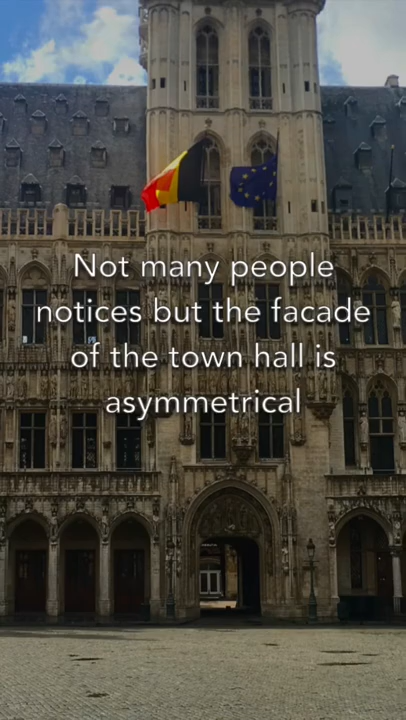 Not many people
notices but the facade
of the town hall is
asymmetrical